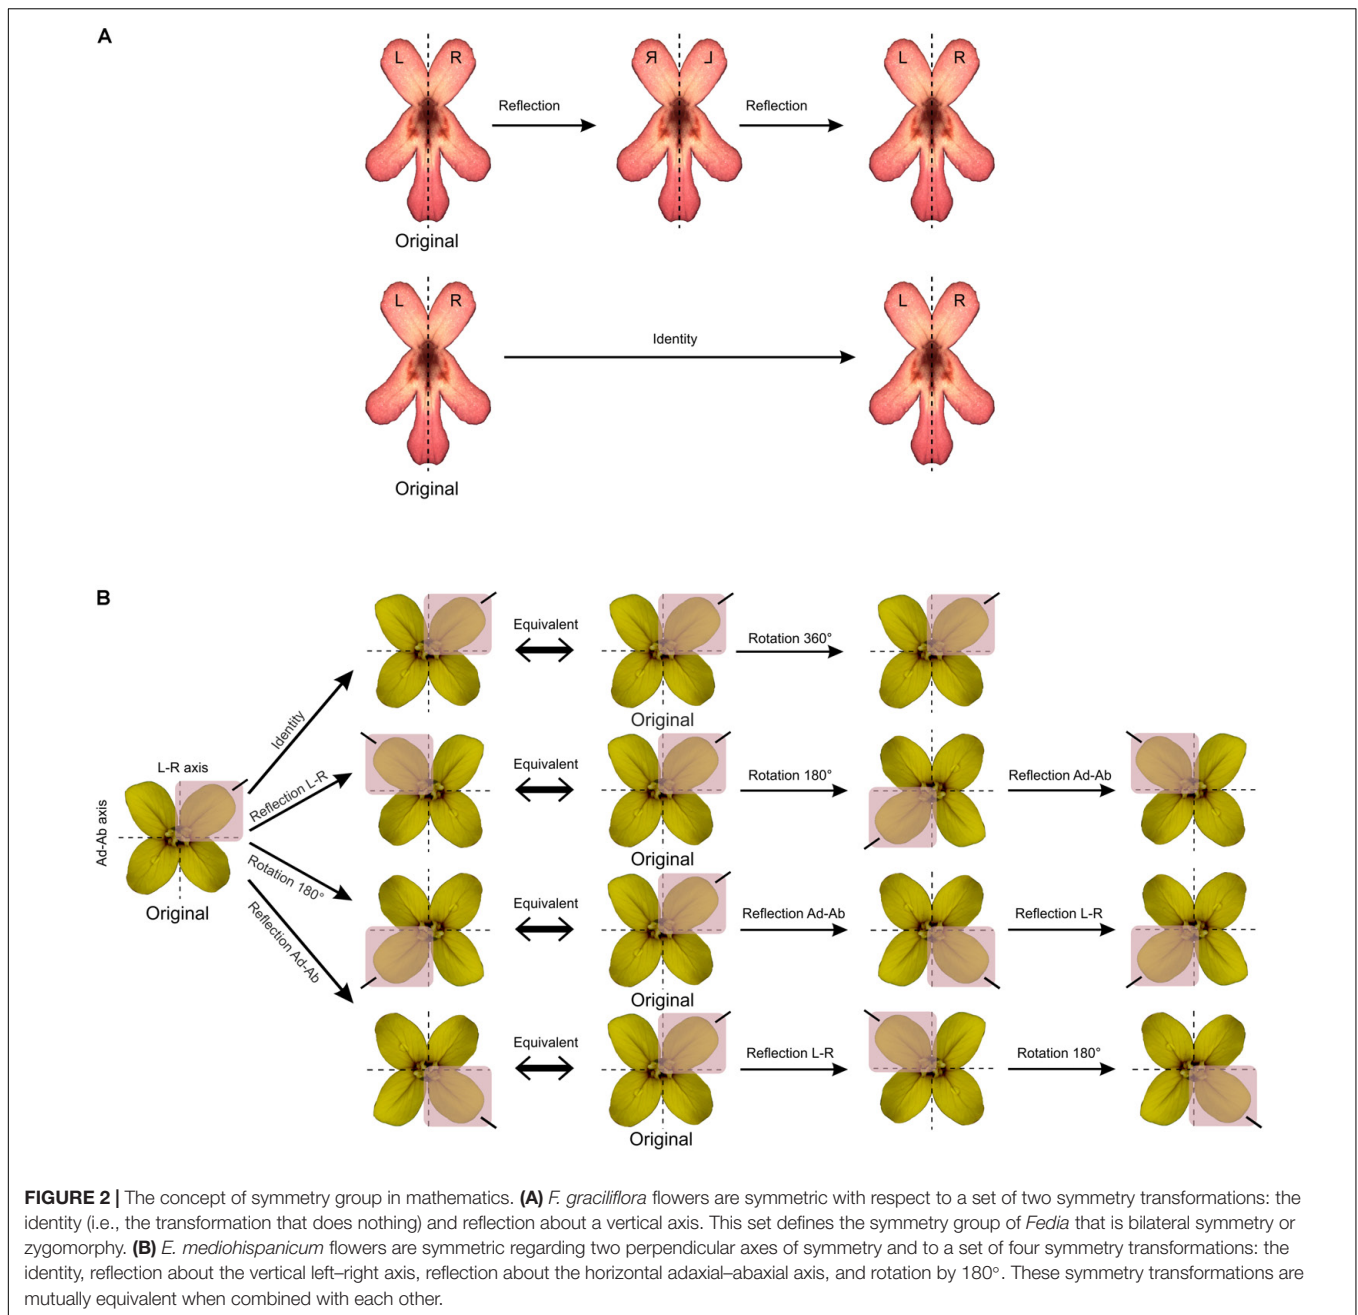 A
L R
Reflection
R L
Reflection
L R
Original
L R
Identity
L R
Original
B
Equivalent
Rotation 360°
Original
Identity
L-R axis
Ad-Ab axis
Original
Reflection L-R
Equivalent
Rotation 180°
Reflection Ad-Ab
Original
Rotation 180°
Equivalent
Reflection Ad-Ab
Reflection L-R
Original
Reflection Ad-Ab
Equivalent
Reflection L-R
Rotation 180°
Original
FIGURE 2 | The concept of symmetry group in mathematics. (A) F. graciliflora flowers are symmetric with respect to a set of two symmetry transformations: the
identity (i.e., the transformation that does nothing) and reflection about a vertical axis. This set defines the symmetry group of Fedia that is bilateral symmetry or
zygomorphy. (B) E. mediohispanicum flowers are symmetric regarding two perpendicular axes of symmetry and to a set of four symmetry transformations: the
identity, reflection about the vertical left–right axis, reflection about the horizontal adaxial–abaxial axis, and rotation by 180°. These symmetry transformations are
mutually equivalent when combined with each other.